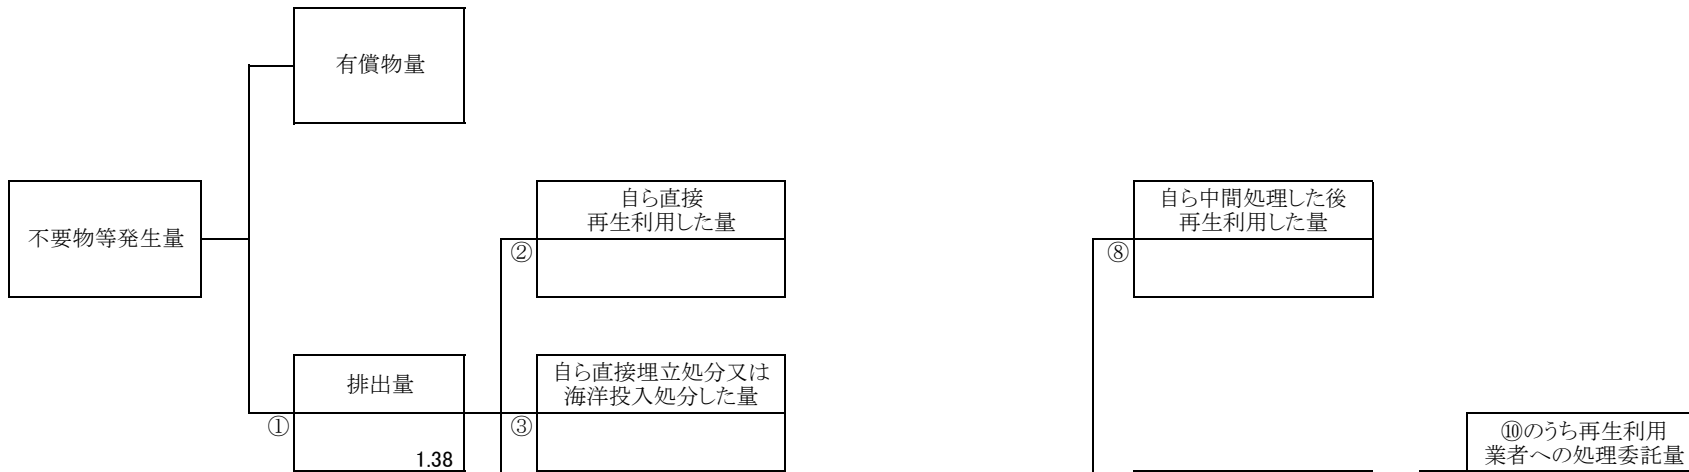 有償物量
不要物等発生量
自ら直接
再生利用した量
②
自ら中間処理した後
再生利用した量
⑧
排出量
①
1.38
自ら直接埋立処分又は
海洋投入処分した量
③
⑩のうち再生利用
業者への処理委託量